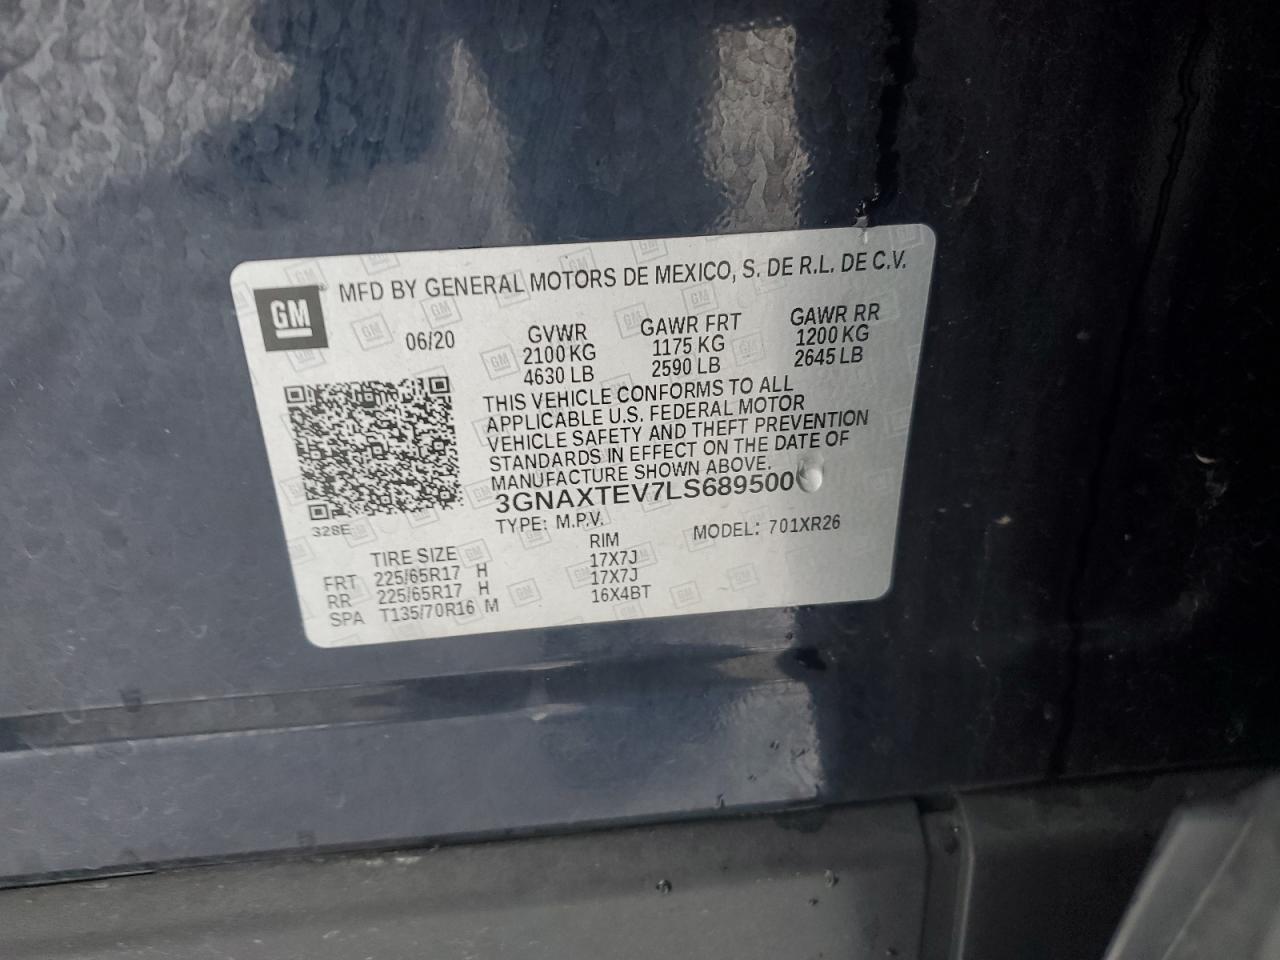 GM
MFD BY GENERAL MOTORS DE MEXICO, S. DE R.L. DE C.V.
06/20
GVWR
2100 KG
4630 LB
GAWR FRT
1175 KG
2590 LB
GAWR RR
1200 KG
2645 LB
THIS VEHICLE CONFORMS TO ALL
APPLICABLE U.S. FEDERAL MOTOR
VEHICLE SAFETY AND THEFT PREVENTION
STANDARDS IN EFFECT ON THE DATE OF
MANUFACTURE SHOWN ABOVE.
3GNAXTEV7LS689500
TYPE: M.P.V.
MODEL: 701XR26
328E
TIRE SIZE RIM
FRT 225/65R17 H 17X7J
RR 225/65R17 H 17X7J
SPA T135/70R16 M 16X4BT